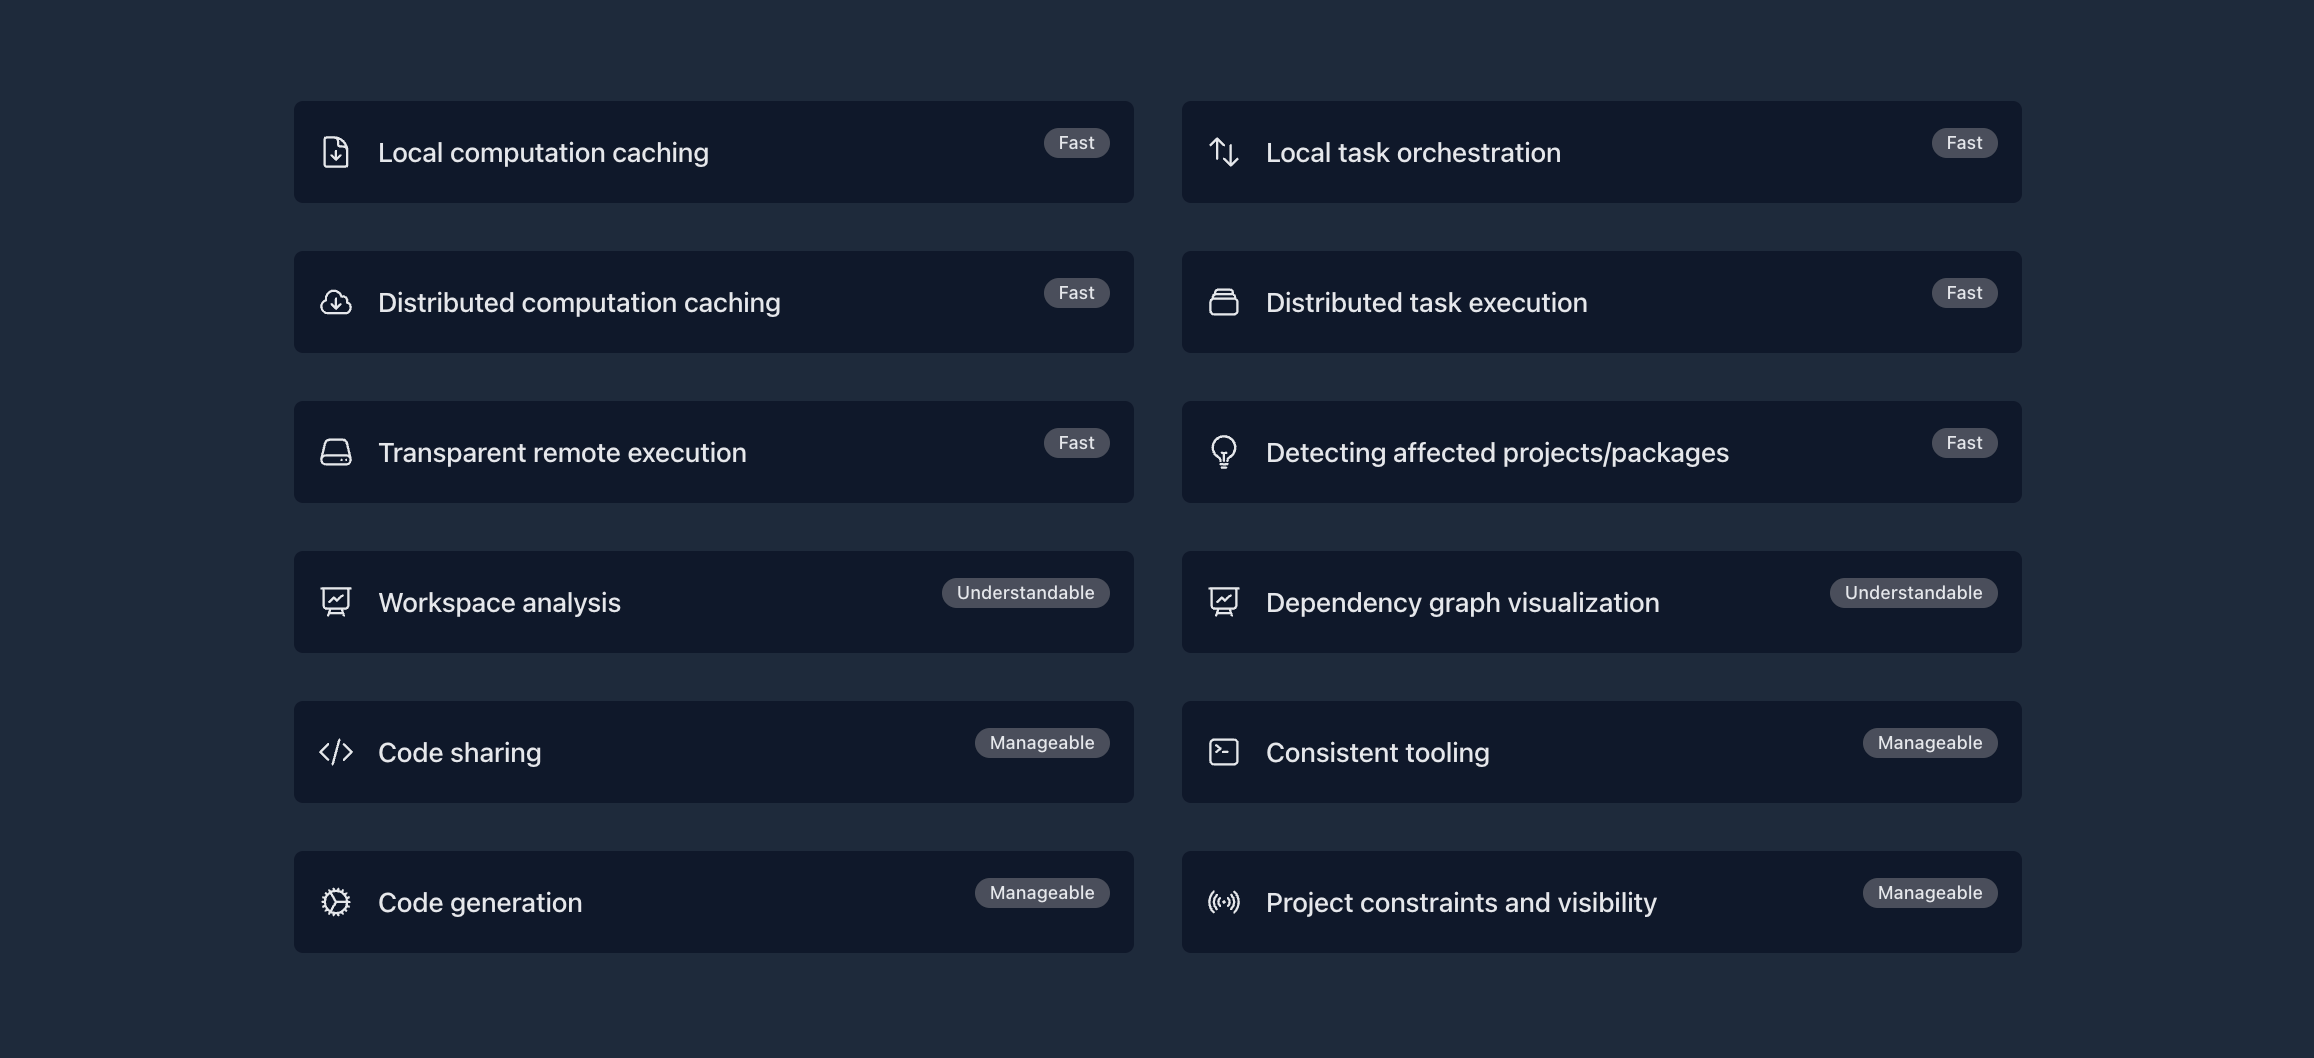 Local computation caching
Fast
Local task orchestration
Fast
Distributed computation caching
Fast
Distributed task execution
Fast
Transparent remote execution
Fast
Detecting affected projects/packages
Fast
Workspace analysis
Understandable
Dependency graph visualization
Understandable
Code sharing
Manageable
Consistent tooling
Manageable
Code generation
Manageable
Project constraints and visibility
Manageable